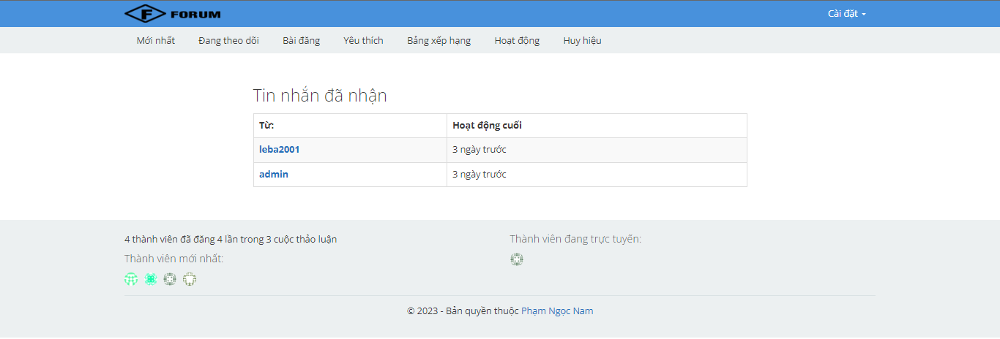 F FORUM
Cài đặt
Mới nhất Đang theo dõi Bài đăng Yêu thích Bảng xếp hạng Hoạt động Huy hiệu
Tin nhắn đã nhận
Từ: Hoạt động cuối
leba2001 3 ngày trước
admin 3 ngày trước
4 thành viên đã đăng 4 lần trong 3 cuộc thảo luận
Thành viên mới nhất:
Thành viên đang trực tuyến:
© 2023 - Bản quyền thuộc Phạm Ngọc Nam